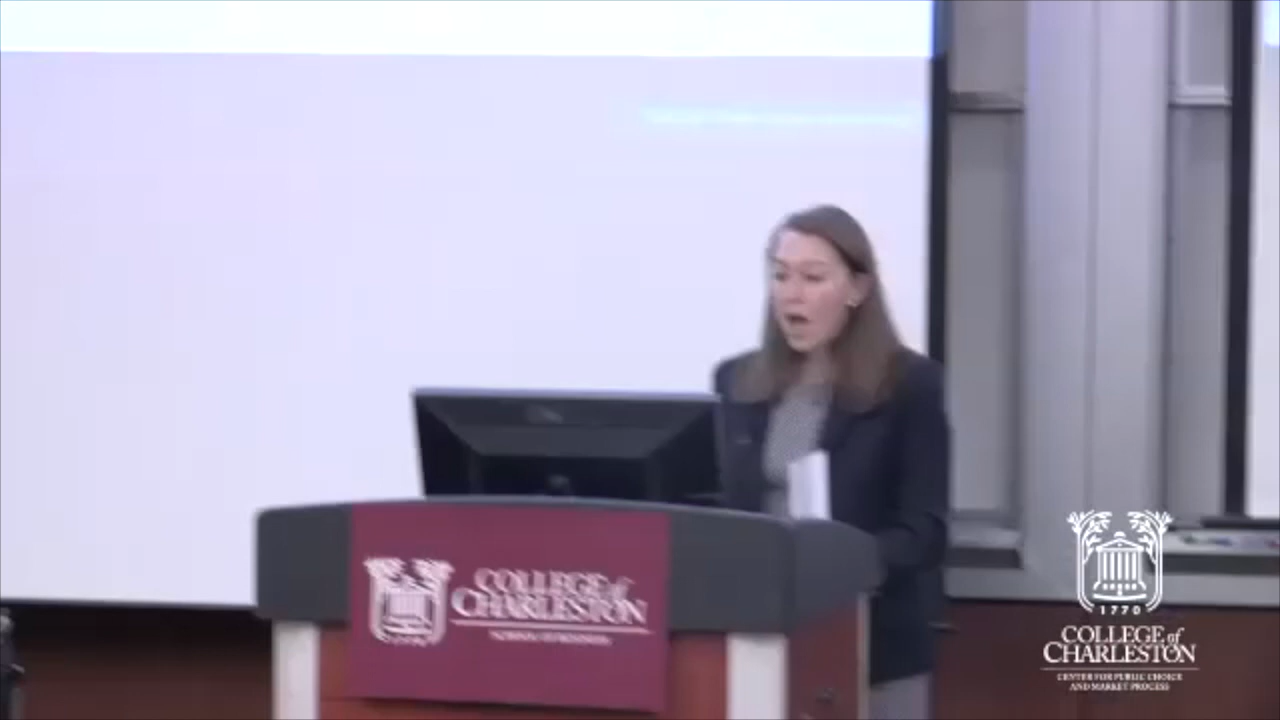 COLLEGE of
CHARLESTON
1770
COLLEGE of
CHARLESTON
CENTER FOR PUBLIC CHOICE
AND MARKET PROCESS